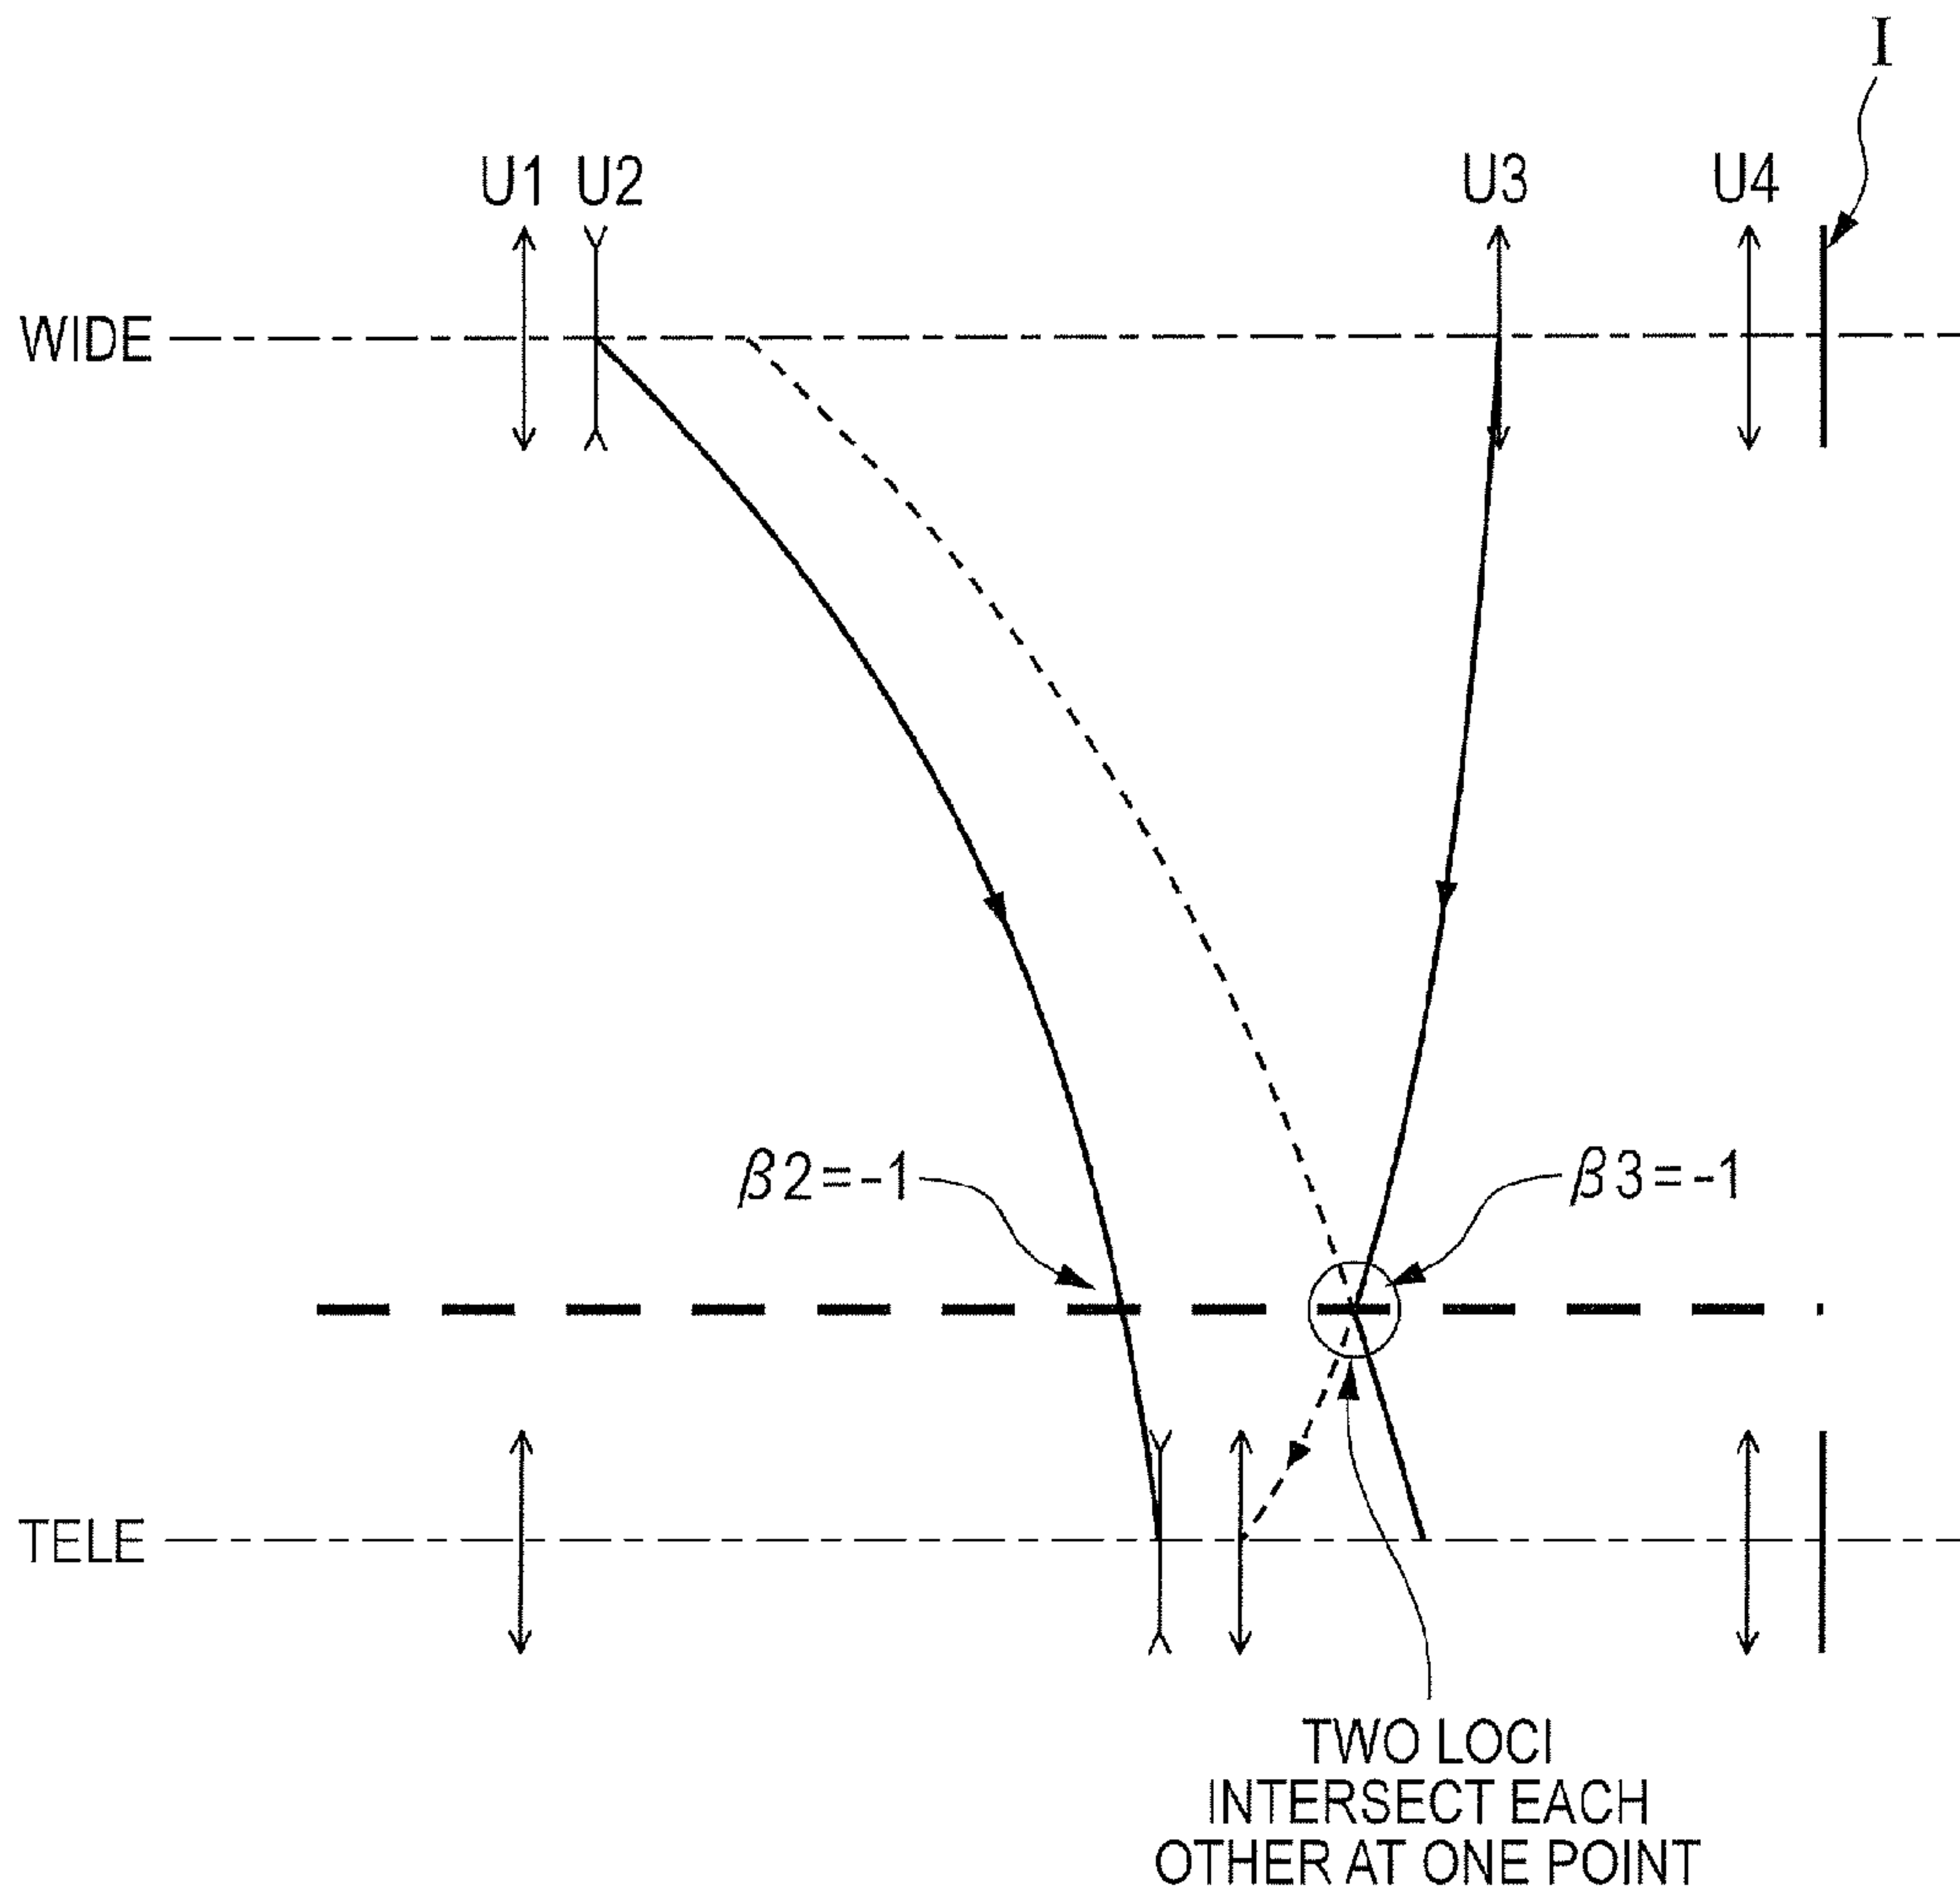 I
U1 U2 U3 U4
WIDE
β2=-1 β3=-1
TELE
TWO LOCI
INTERSECT EACH
OTHER AT ONE POINT